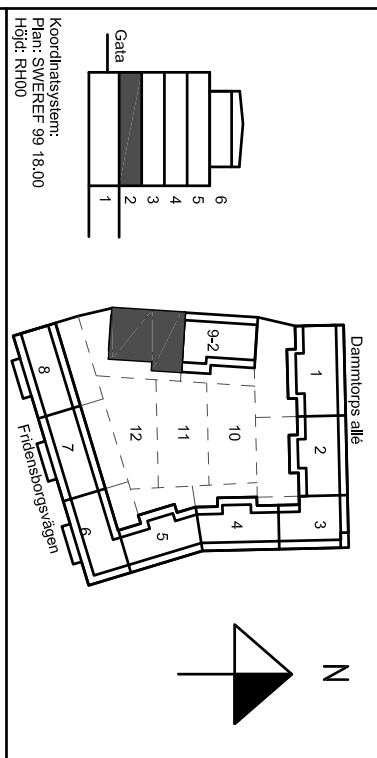 Koordinatsystem:
Plan: SWEREF 99 18.00
Höjd: RH00
Gata
1
2
3
4
5
6
Dammtorps allé
1
2
3
4
5
6
7
8
9-2
10
11
12
Fridensborgsvägen
N